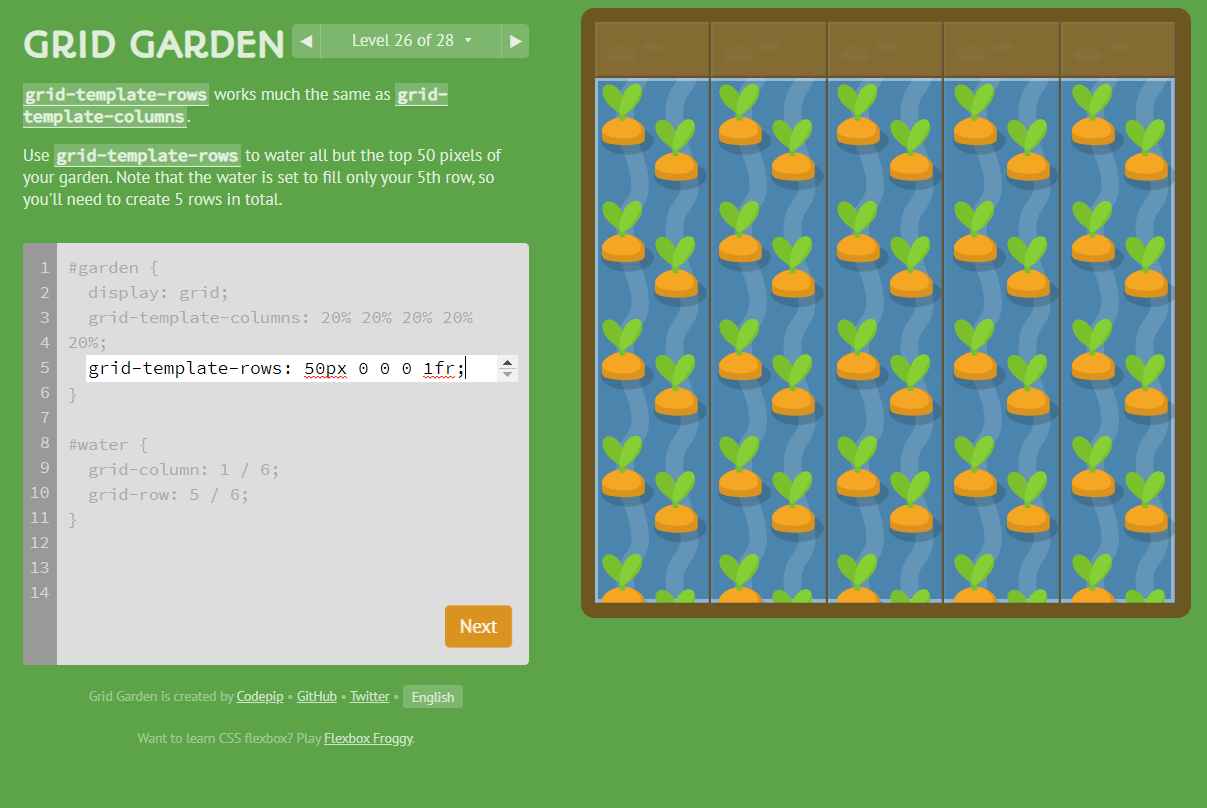 GRID GARDEN
◀ Level 26 of 28 ▶
grid-template-rows works much the same as grid-
template-columns.
Use grid-template-rows to water all but the top 50 pixels of
your garden. Note that the water is set to fill only your 5th row, so
you'll need to create 5 rows in total.
1 #garden {
2 display: grid;
3 grid-template-columns: 20% 20% 20% 20%
4 20%;
5 grid-template-rows: 50px 0 0 0 1fr;
6 }
7
8 #water {
9 grid-column: 1 / 6;
10 grid-row: 5 / 6;
11 }
12
13
14
Next
Grid Garden is created by Codepip • GitHub • Twitter • English
Want to learn CSS flexbox? Play Flexbox Froggy.